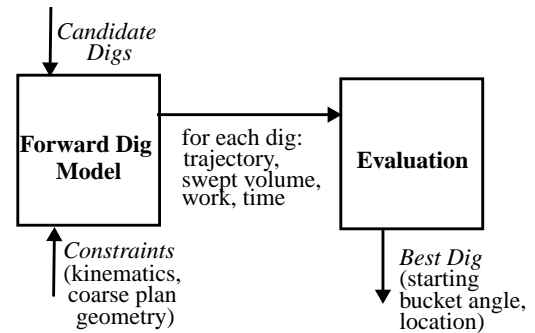 Candidate
Digs
Forward Dig
Model
for each dig:
trajectory,
swept volume,
work, time
Evaluation
Constraints
(kinematics,
coarse plan
geometry)
Best Dig
(starting
bucket angle,
location)